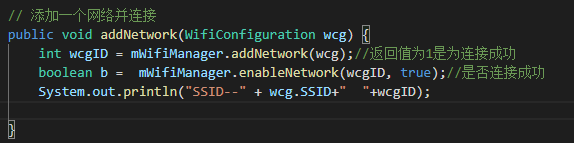 // 添加一个网络并连接
public void addNetwork(WifiConfiguration wcg) {
int wcgID = mWifiManager.addNetwork(wcg);//返回值为1是为连接成功
boolean b =  mWifiManager.enableNetwork(wcgID, true);//是否连接成功
System.out.println("SSID--" + wcg.SSID+"  "+wcgID);
}